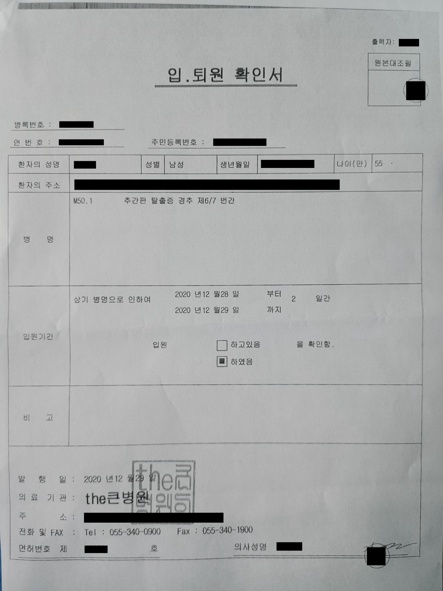 출력자:
입.퇴원 확인서
원본대조필
병록번호 :
연 번 호 :
주민등록번호 :
환자의 성명
성별 남성
생년월일
나이(만) 55
환자의 주소
병 명
M50.1 추간판 탈출증 경추 제6/7 번간
입원기간
상기 병명으로 인하여
2020 년12 월28 일 부터
2020 년12 월29 일 까지
2 일간
입원
하고있음
하였음
을 확인함.
비 고
발 행 일 : 2020 년12 월29 일
의료 기관 : the큰병원
주 소 :
전화 및 FAX : Tel : 055-340-0900 Fax : 055-340-1900
면허번호 제 호 의사성명